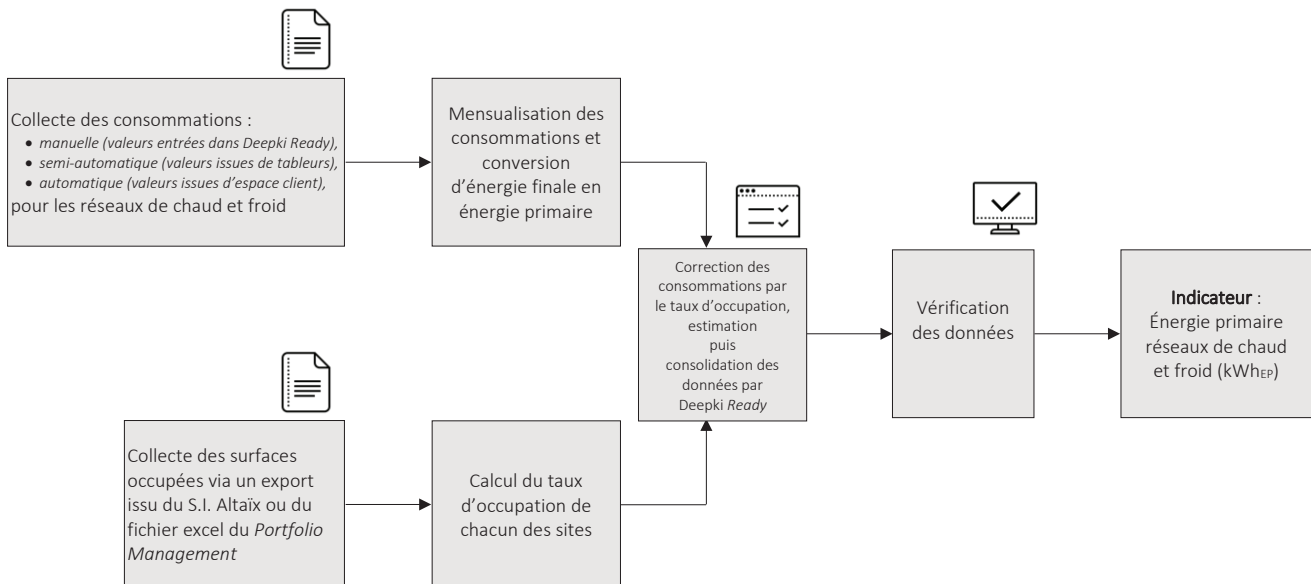 Collecte des consommations :
• manuelle (valeurs entrées dans Deepki Ready),
• semi-automatique (valeurs issues de tableurs),
• automatique (valeurs issues d'espace client),
pour les réseaux de chaud et froid
Mensualisation des
consommations et
conversion
d'énergie finale en
énergie primaire
Correction des
consommations par
le taux d'occupation,
estimation
puis
consolidation des
données par
Deepki Ready
Vérification
des données
Indicateur :
Énergie primaire
réseaux de chaud
et froid (kWhEP)
Collecte des surfaces
occupées via un export
issu du S.I. Altaïx ou du
fichier excel du Portfolio
Management
Calcul du taux
d'occupation de
chacun des sites